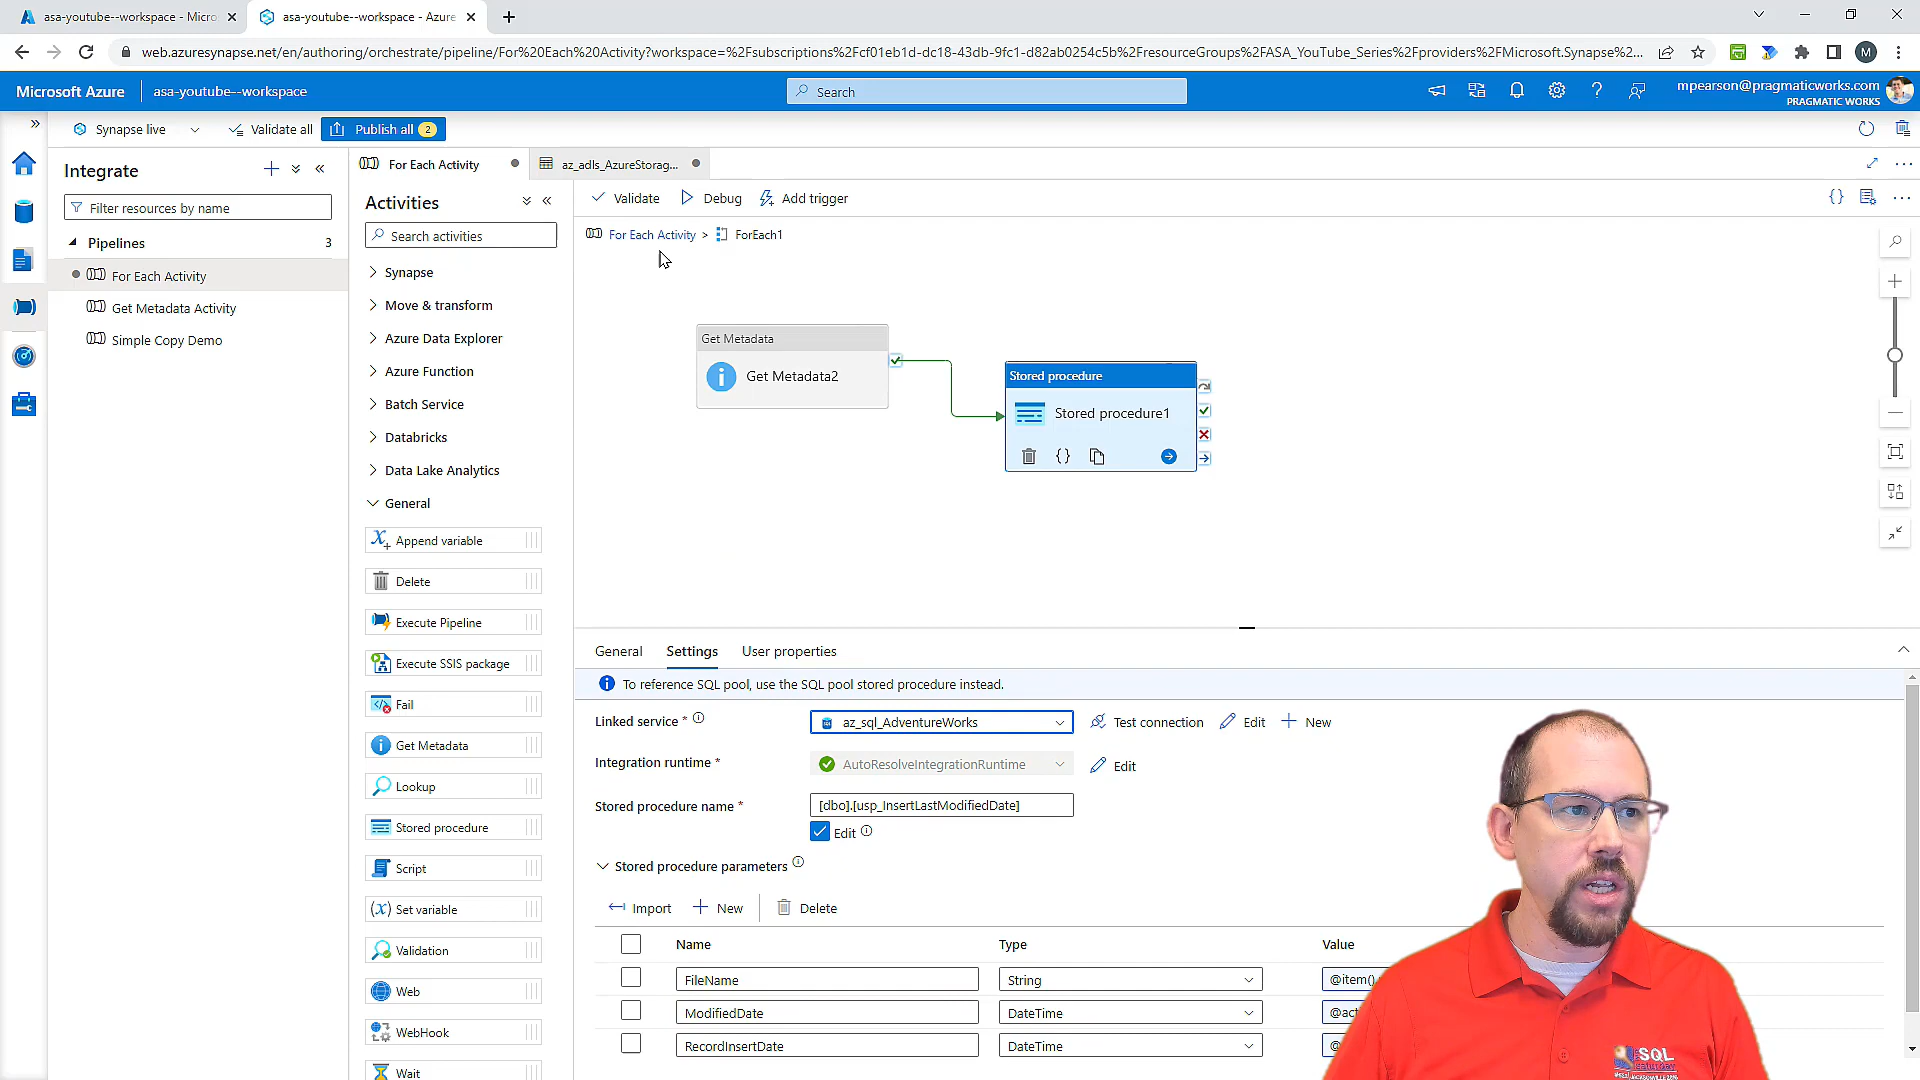 asa-youtube--workspace - Micro
asa-youtube--workspace - Azure
web.azuresynapse.net/en/authoring/orchestrate/pipeline/For%20Each%20Activity?workspace=%2Fsubscriptions%2Fcf01eb1d-dc18-43db-9fc1-d82ab0254c5b%2FresourceGroups%2FASA_YouTube_Series%2Fproviders%2FMicrosoft.Synapse%2...
M
Microsoft Azure
asa-youtube--workspace
Search
mpearson@pragmaticworks.com
PRAGMATIC WORKS
Synapse live
Validate all
Publish all 2
Integrate
Filter resources by name
Pipelines 3
For Each Activity
Get Metadata Activity
Simple Copy Demo
For Each Activity
az_adls_AzureStorag...
Activities
Search activities
Synapse
Move & transform
Azure Data Explorer
Azure Function
Batch Service
Databricks
Data Lake Analytics
General
Append variable
Delete
Execute Pipeline
Execute SSIS package
Fail
Get Metadata
Lookup
Stored procedure
Script
Set variable
Validation
Web
WebHook
Wait
Validate
Debug
Add trigger
For Each Activity > ForEach1
Get Metadata
Get Metadata2
Stored procedure
Stored procedure1
General
Settings
User properties
To reference SQL pool, use the SQL pool stored procedure instead.
Linked service *
az_sql_AdventureWorks
Test connection
Edit
New
Integration runtime *
AutoResolveIntegrationRuntime
Edit
Stored procedure name *
[dbo].[usp_InsertLastModifiedDate]
Edit
Stored procedure parameters
Import
New
Delete
Name Type Value
FileName String @item()
ModifiedDate DateTime @act
RecordInsertDate DateTime @
SQL